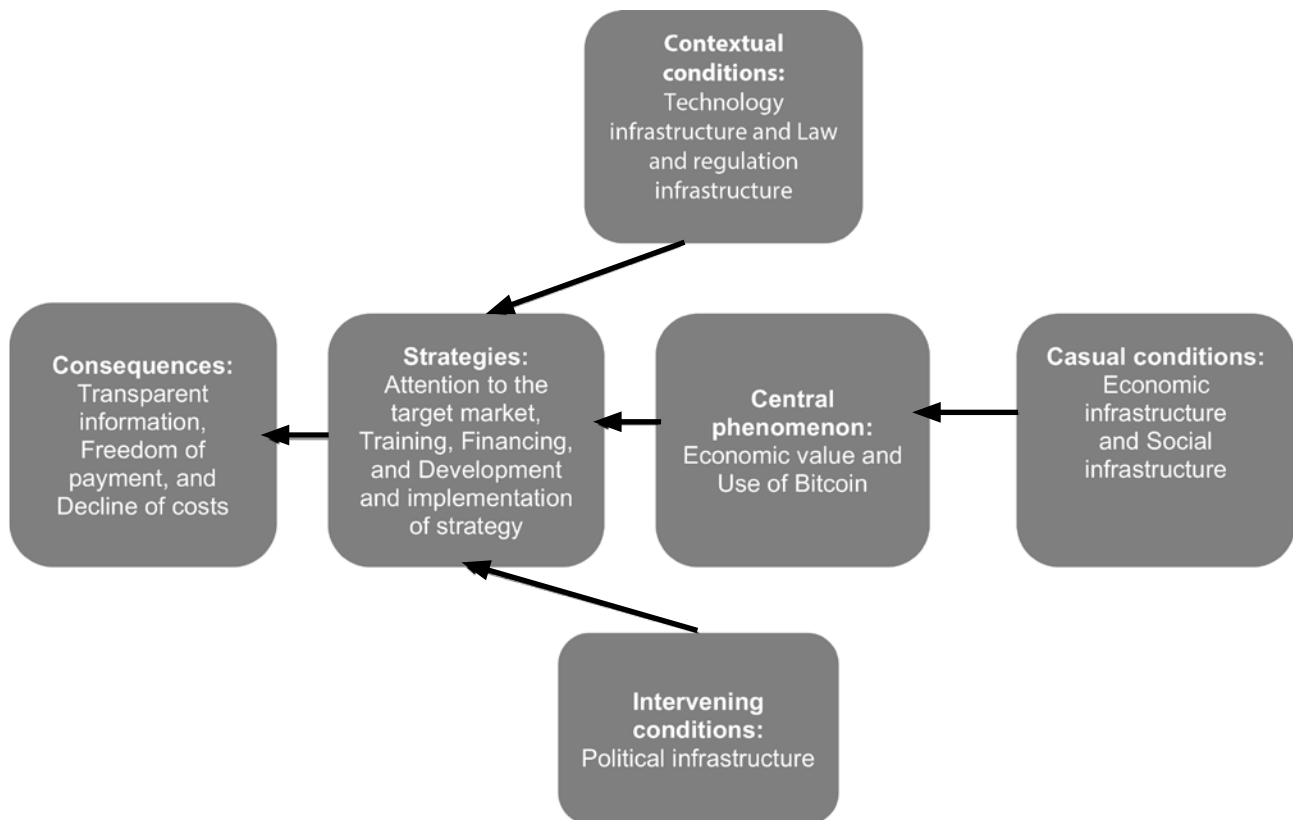 Contextual
conditions:
Technology
infrastructure and Law
and regulation
infrastructure
Consequences:
Transparent
information,
Freedom of
payment, and
Decline of costs
Strategies:
Attention to the
target market,
Training, Financing,
and Development
and implementation
of strategy
Central
phenomenon:
Economic value and
Use of Bitcoin
Casual conditions:
Economic
infrastructure
and Social
infrastructure
Intervening
conditions:
Political infrastructure